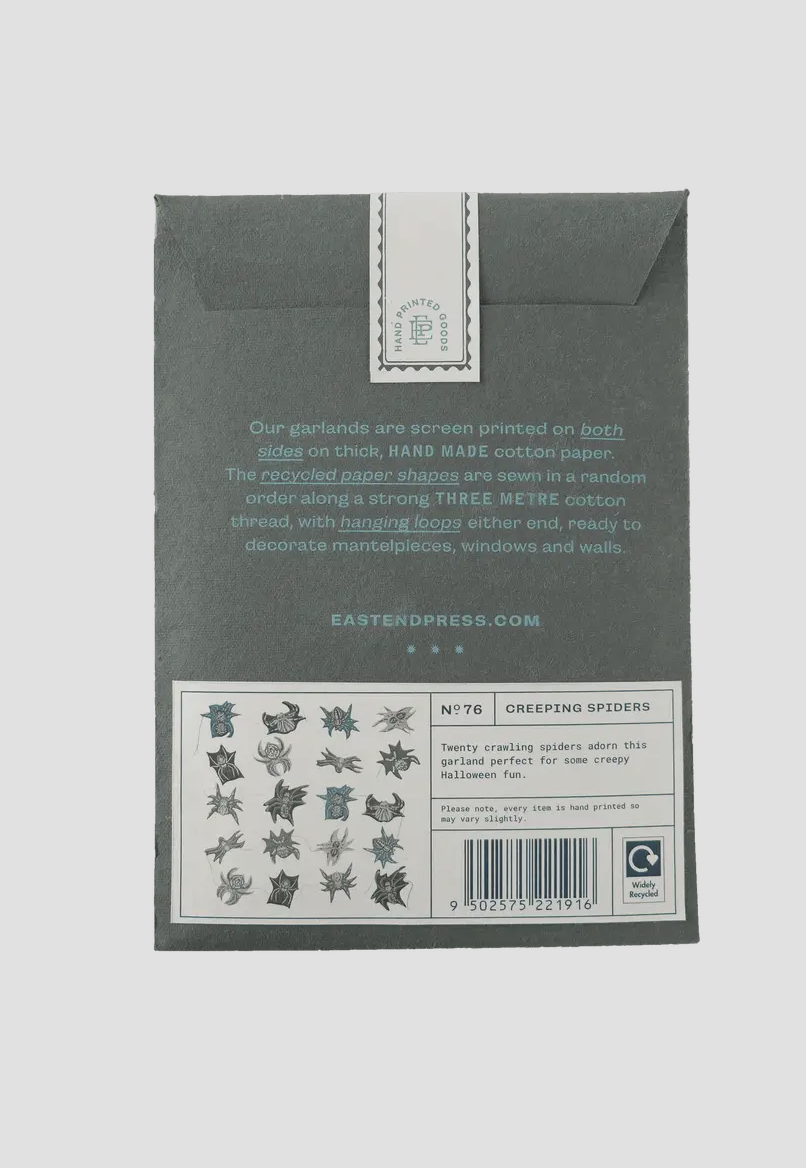 HAND PRINTED GOODS
EP
Our garlands are screen printed on both
sides on thick, HAND MADE cotton paper.
The recycled paper shapes are sewn in a random
order along a strong THREE METRE cotton
thread, with hanging loops either end, ready to
decorate mantelpieces, windows and walls.
EASTENDPRESS.COM
Nº 76
CREEPING SPIDERS
Twenty crawling spiders adorn this
garland perfect for some creepy
Halloween fun.
Please note, every item is hand printed so
may vary slightly.
9 502575 221916
Widely
Recycled